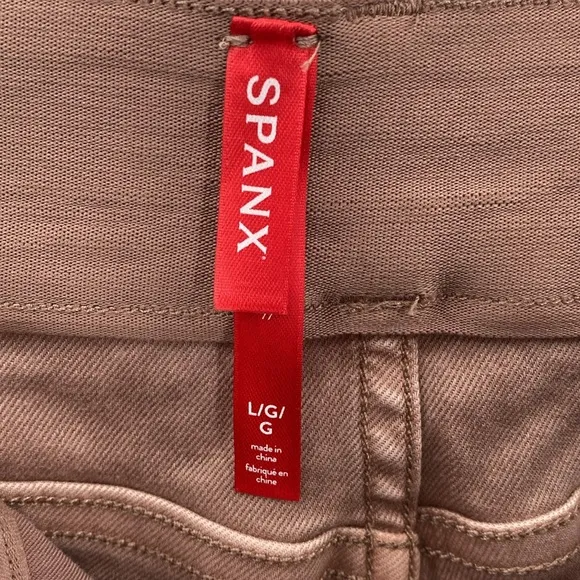 SPANX
//
L/G/
G
made in
china
fabriqué en
chine